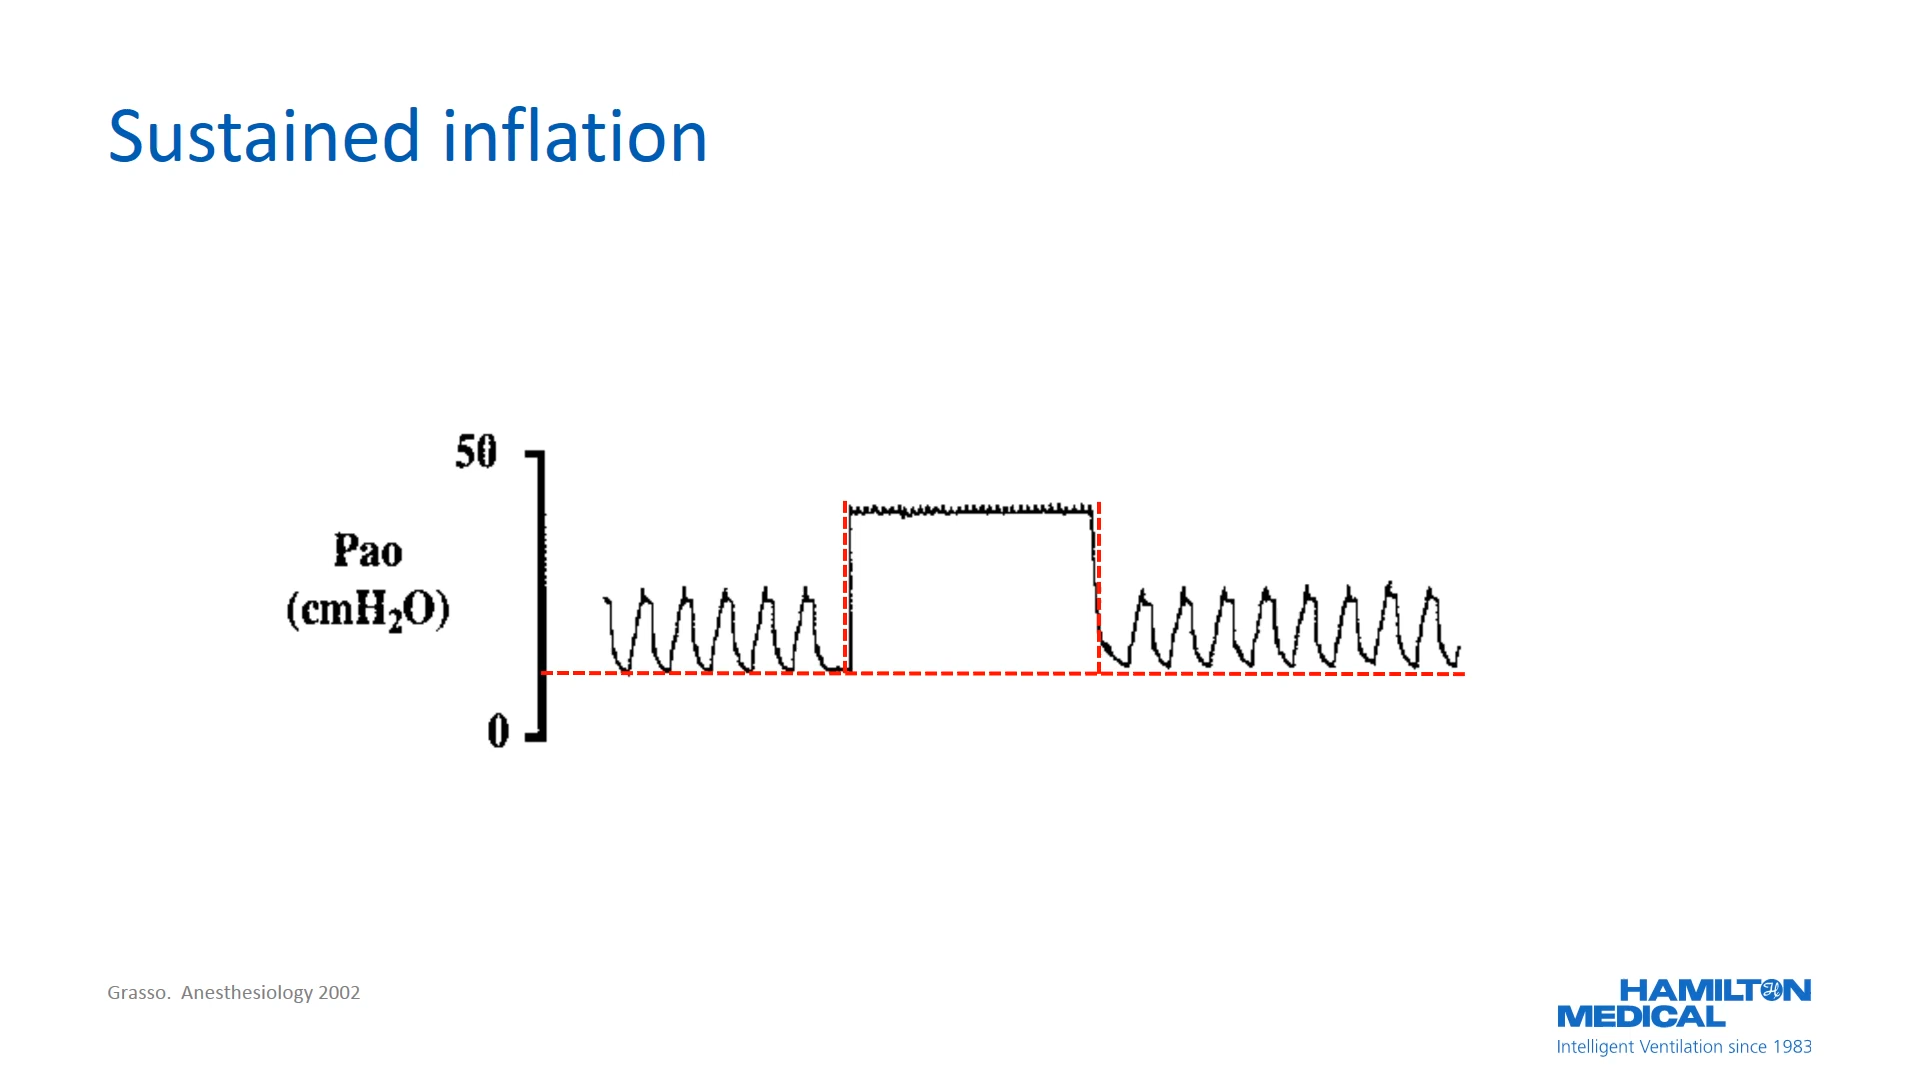 Sustained inflation
50
Pao
(cmH₂O)
0
Grasso.  Anesthesiology 2002
HAMILTON
MEDICAL
Intelligent Ventilation since 1983